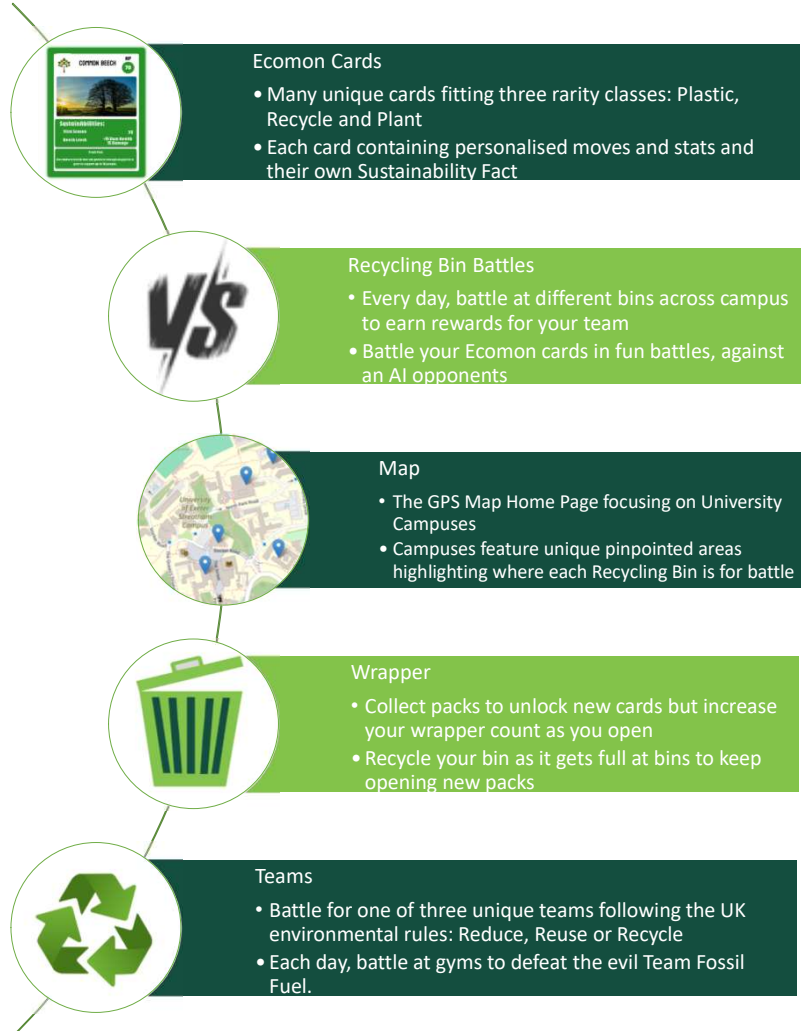 COMMON BEECH
Sustainabilities:
Ecomon Cards
• Many unique cards fitting three rarity classes: Plastic,
Recycle and Plant
• Each card containing personalised moves and stats and
their own Sustainability Fact
VS
Recycling Bin Battles
• Every day, battle at different bins across campus
to earn rewards for your team
• Battle your Ecomon cards in fun battles, against
an AI opponents
University
of Exeter
Streatham
Campus
Map
• The GPS Map Home Page focusing on University
Campuses
• Campuses feature unique pinpointed areas
highlighting where each Recycling Bin is for battle
Wrapper
• Collect packs to unlock new cards but increase
your wrapper count as you open
• Recycle your bin as it gets full at bins to keep
opening new packs
Teams
• Battle for one of three unique teams following the UK
environmental rules: Reduce, Reuse or Recycle
• Each day, battle at gyms to defeat the evil Team Fossil
Fuel.